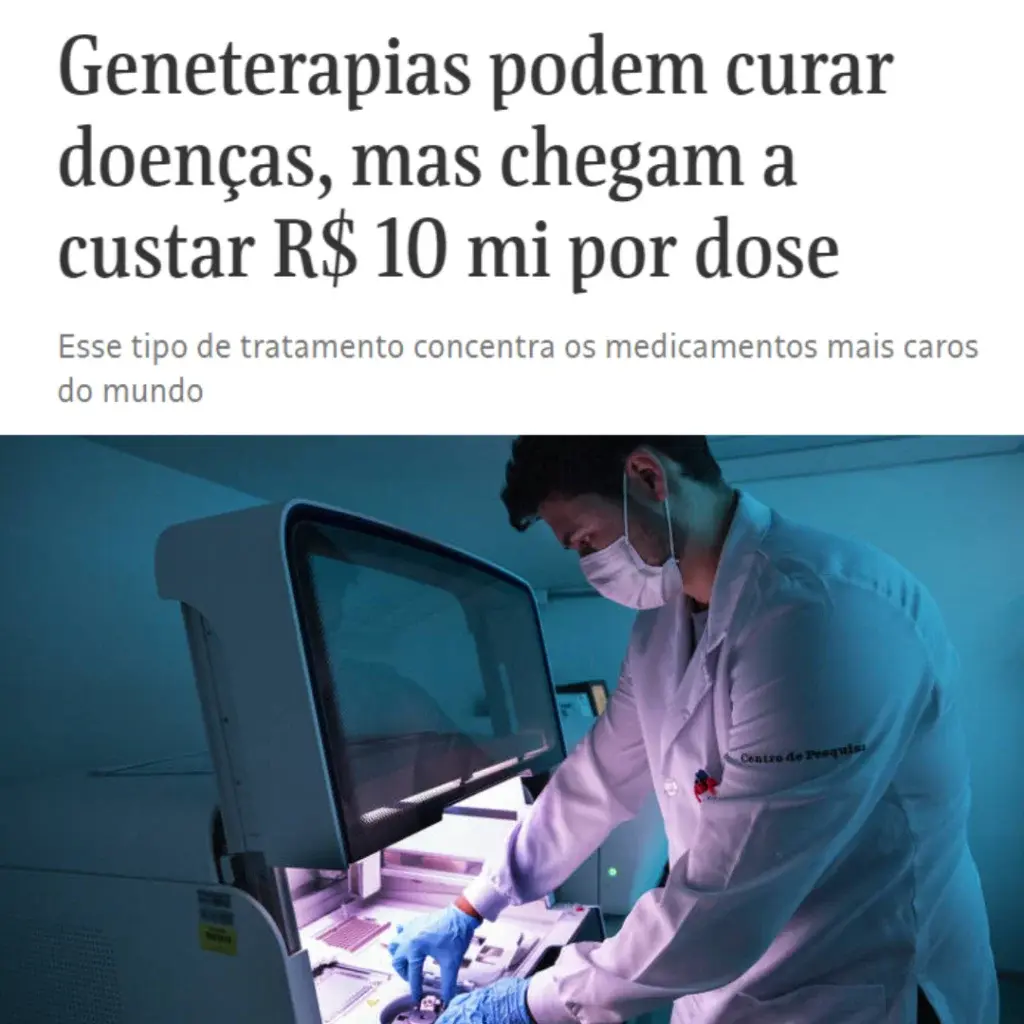 Geneterapias podem curar
doenças, mas chegam a
custar R$ 10 mi por dose
Esse tipo de tratamento concentra os medicamentos mais caros
do mundo
Centro de Pesquisa